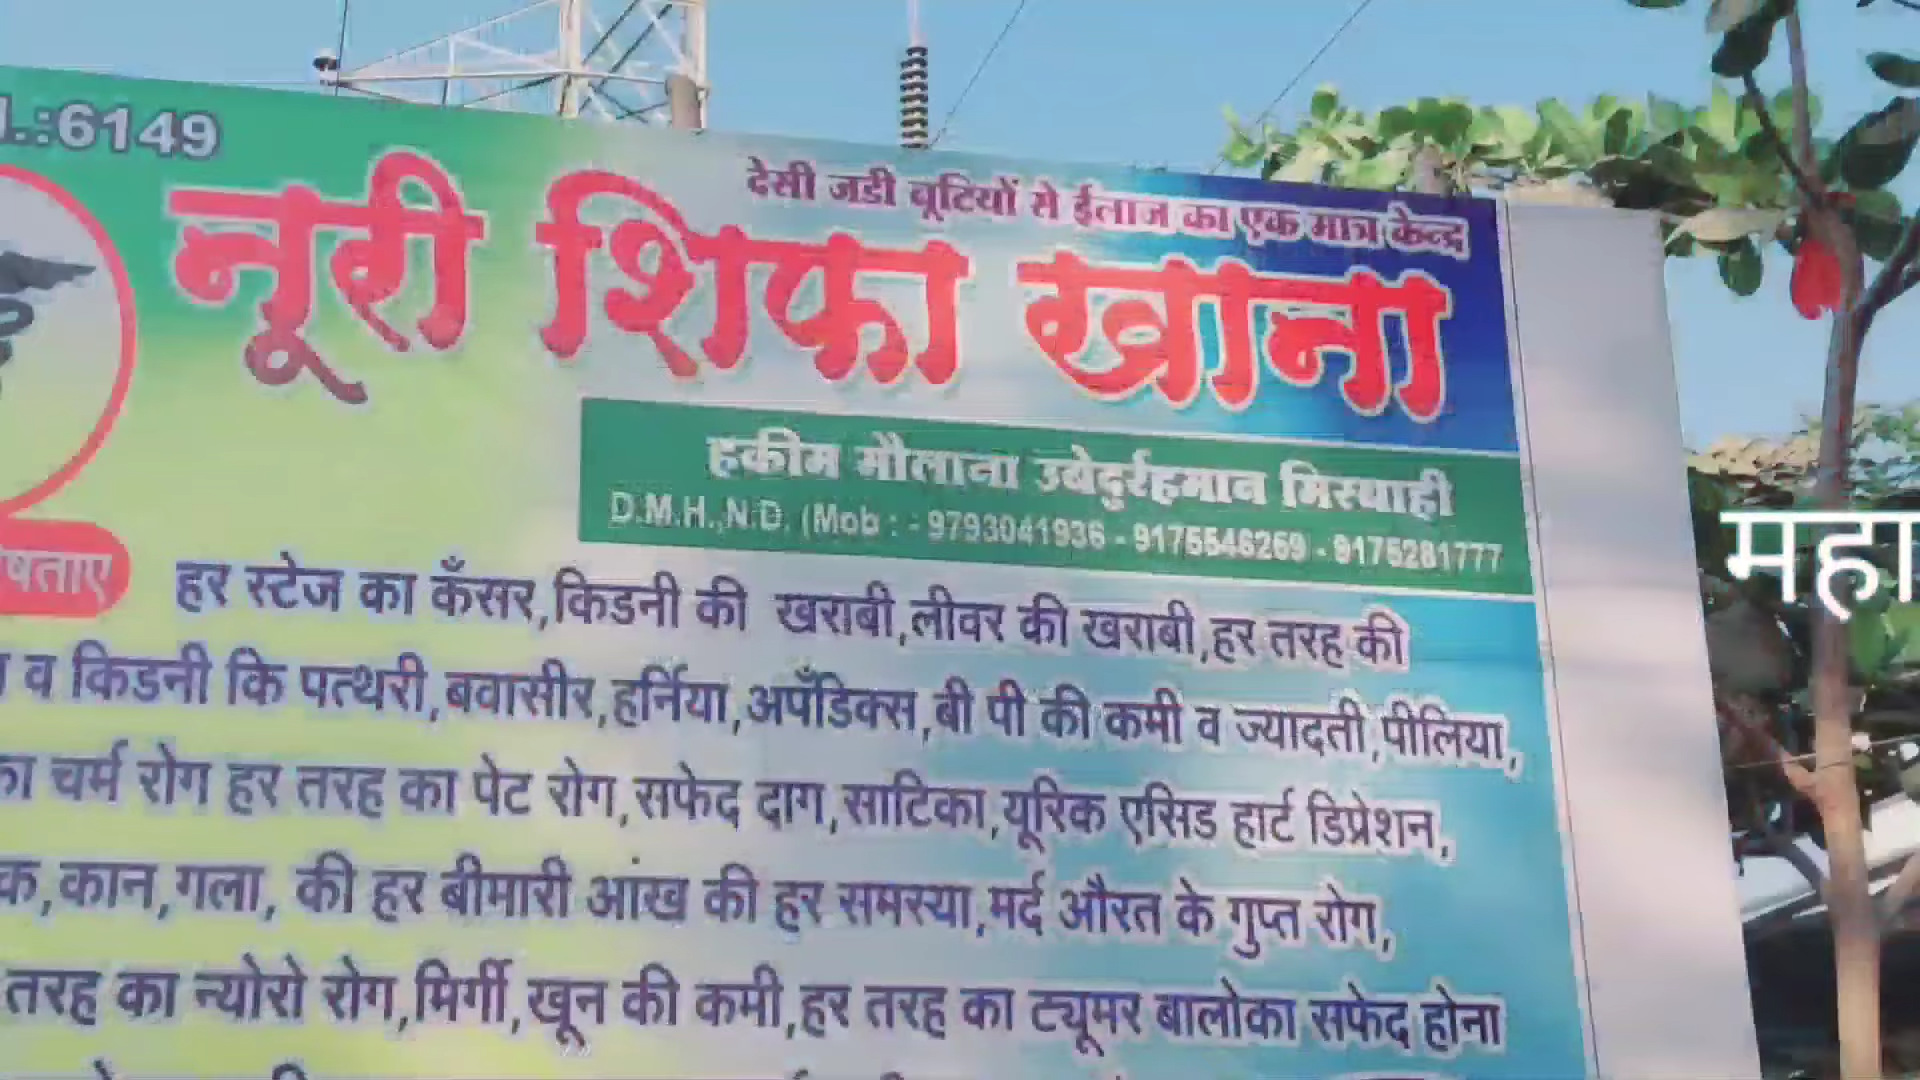 .:6149
देसी जडी बूटियों से ईलाज का एक मात्र केन्द्र
नूरी शिफा खाना
हकीम मौलाना उबेदुर्रहमान मिस्बाही
D.M.H.,N.D. (Mob : - 9793041936 - 9175546269 - 9175281777
षताए
हर स्टेज का कँसर,किडनी की खराबी,लीवर की खराबी,हर तरह की
व किडनी कि पत्थरी,बवासीर,हर्निया,अपँडिक्स,बी पी की कमी व ज्यादती,पीलिया,
का चर्म रोग हर तरह का पेट रोग,सफेद दाग,साटिका,यूरिक एसिड हार्ट डिप्रेशन,
क,कान,गला, की हर बीमारी आंख की हर समस्या,मर्द औरत के गुप्त रोग,
तरह का न्योरो रोग,मिर्गी,खून की कमी,हर तरह का ट्यूमर बालोका सफेद होना
महा